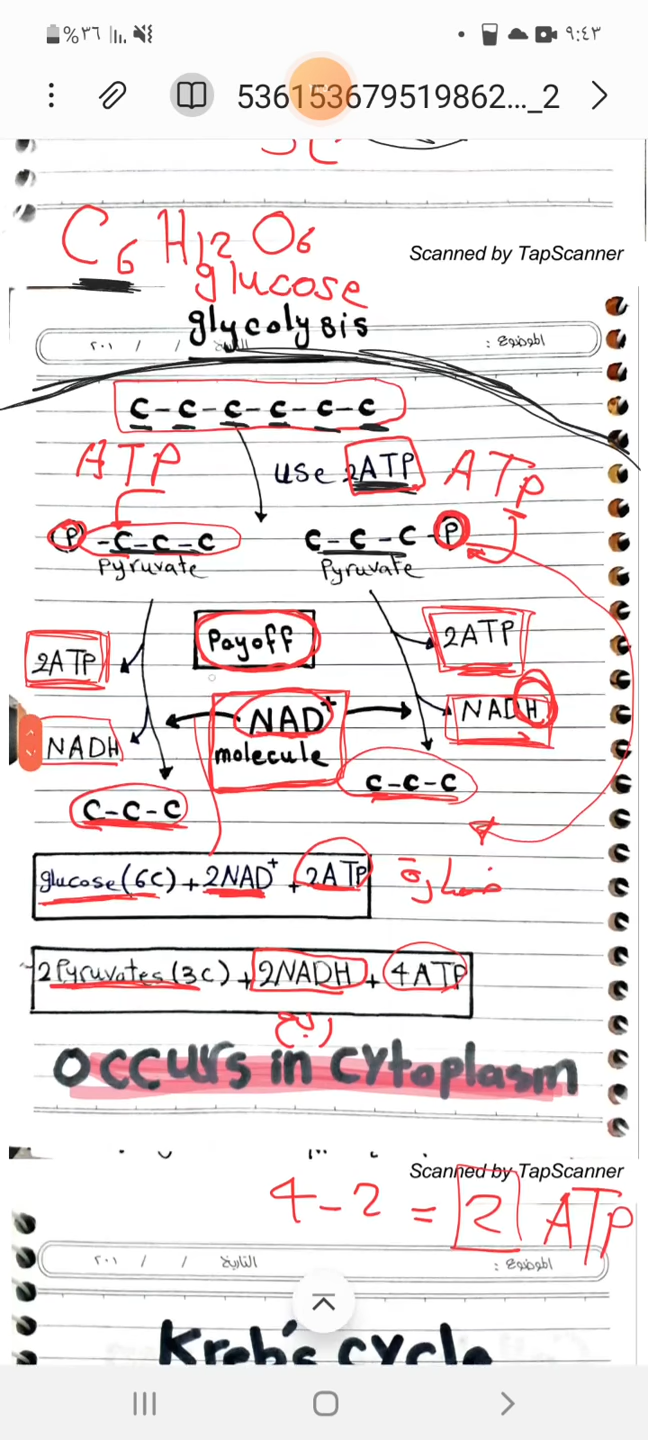 %٣٦
٩:٤٣
536153679519862..._2
C6 H12 O6
Scanned by TapScanner
glucose
glycolysis
٢٠١ / / التاريخ الموضوع :
C-C-C-C-C-C
ATP use 2ATP ATP
P -C-C-C C-C-C-P
Pyruvate Pyruvate
Payoff 2ATP
2ATP
NAD+ NADH
NADH molecule
C-C-C
C-C-C
glucose(6C)+2NAD++2ATP خسارة
2Pyruvates(3C)+2NADH+4ATP
ربح
occurs in cytoplasm
Scanned by TapScanner
4-2=2 ATP
٢٠١ / / التاريخ الموضوع :
Kreb's cycle